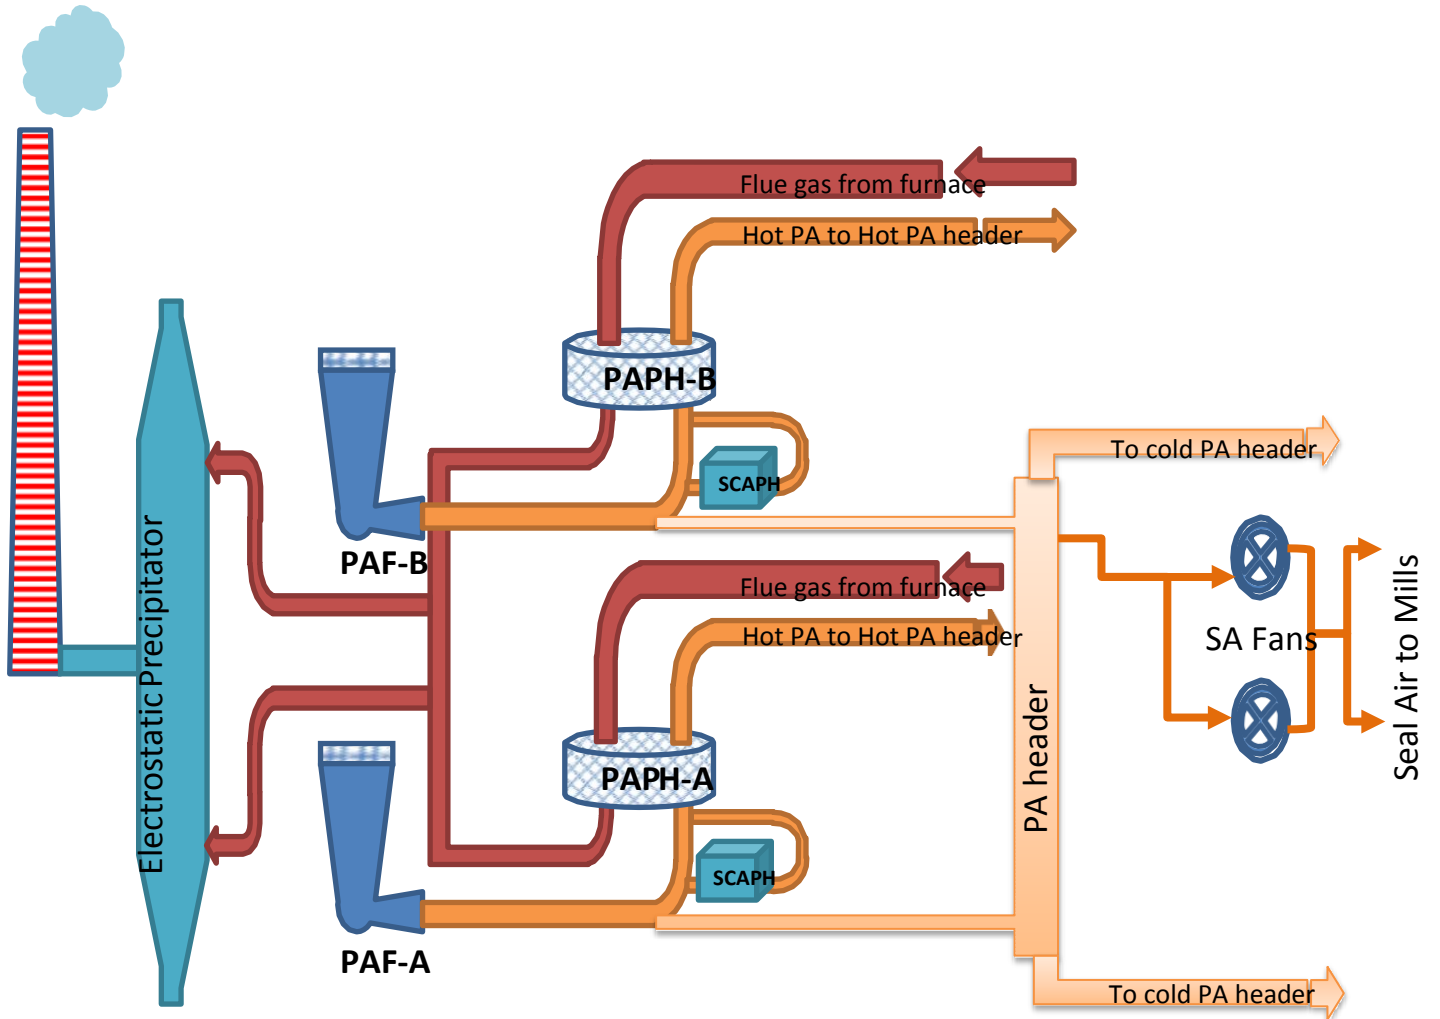 Flue gas from furnace
Hot PA to Hot PA header
PAPH-B
To cold PA header
SCAPH
PAF-B
Flue gas from furnace
Hot PA to Hot PA header
SA Fans
Seal Air to Mills
Electrostatic Precipitator
PA header
PAPH-A
SCAPH
PAF-A
To cold PA header